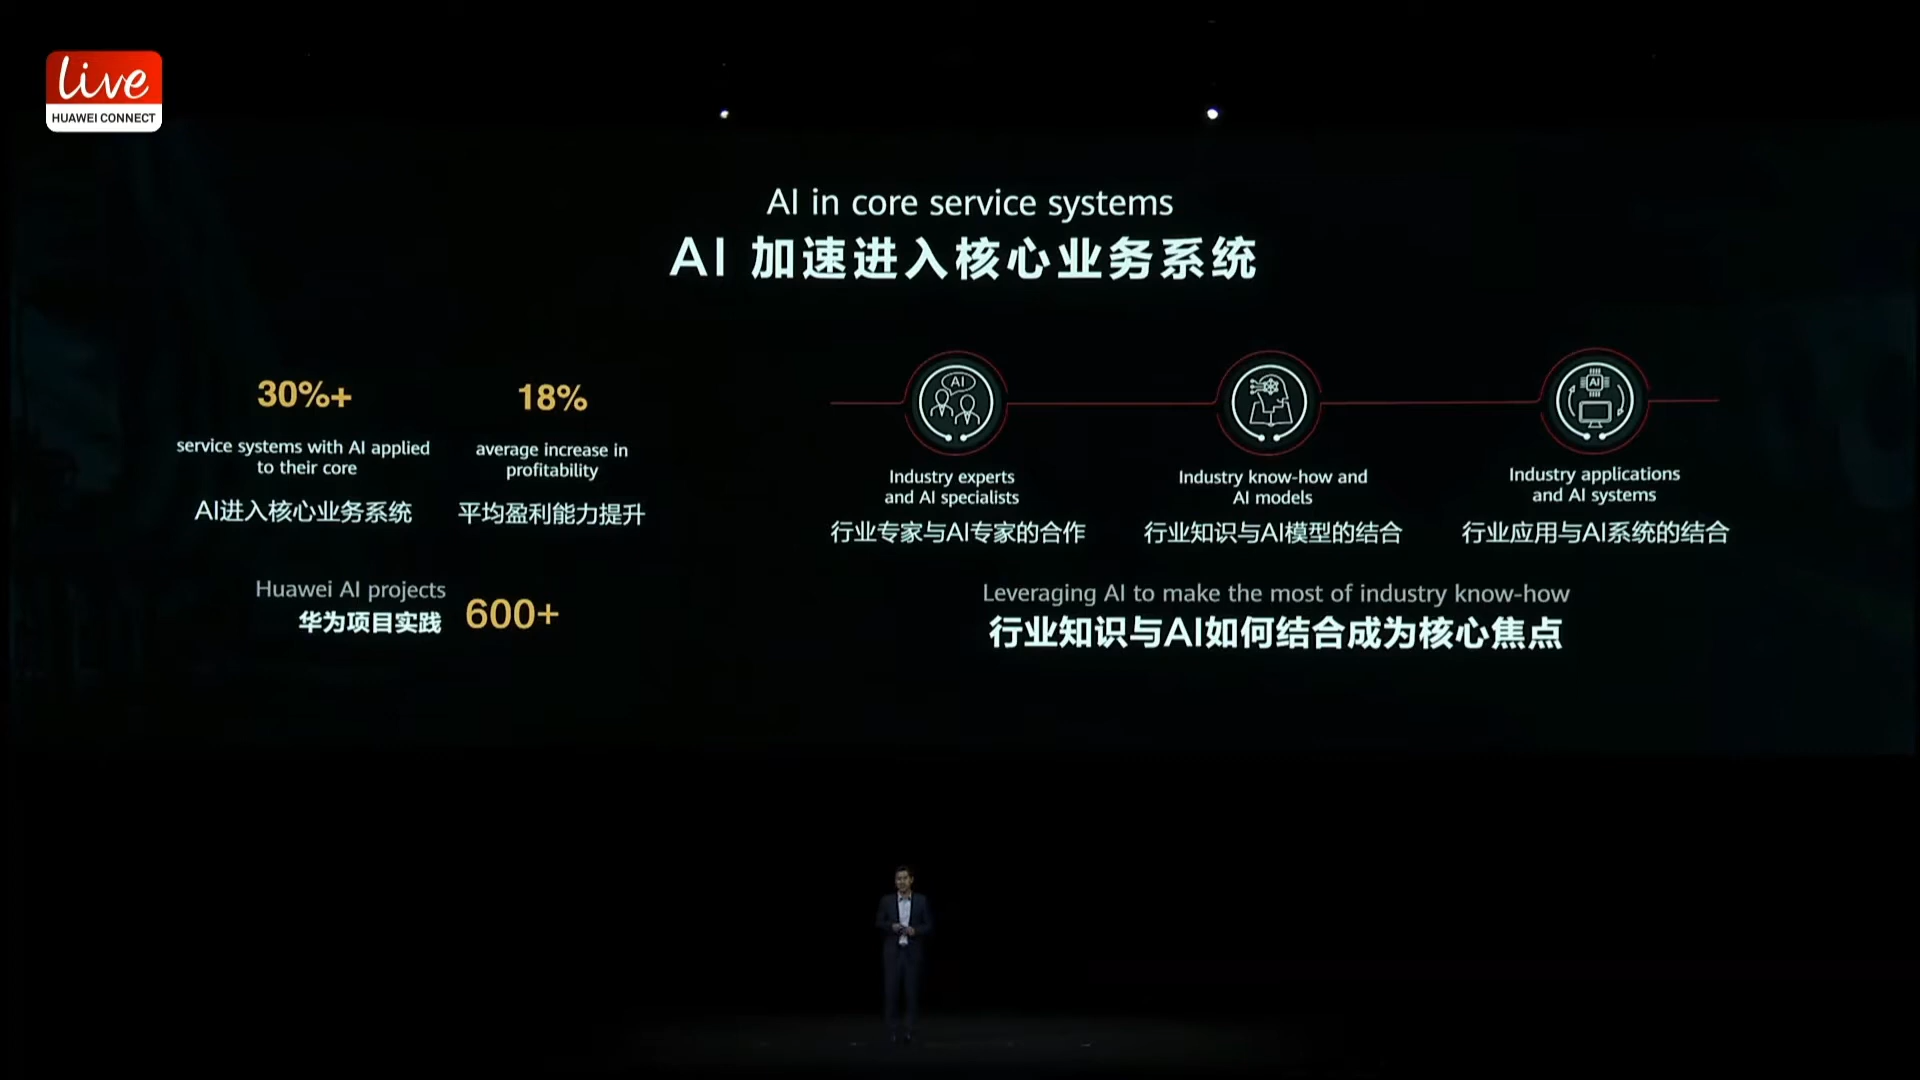 live
HUAWEI CONNECT
AI in core service systems
AI 加速进入核心业务系统
30%+
service systems with AI applied
to their core
AI进入核心业务系统
18%
average increase in
profitability
平均盈利能力提升
Huawei AI projects
华为项目实践
600+
AI
Industry experts
and AI specialists
行业专家与AI专家的合作
Industry know-how and
AI models
行业知识与AI模型的结合
AI
Industry applications
and AI systems
行业应用与AI系统的结合
Leveraging AI to make the most of industry know-how
行业知识与AI如何结合成为核心焦点